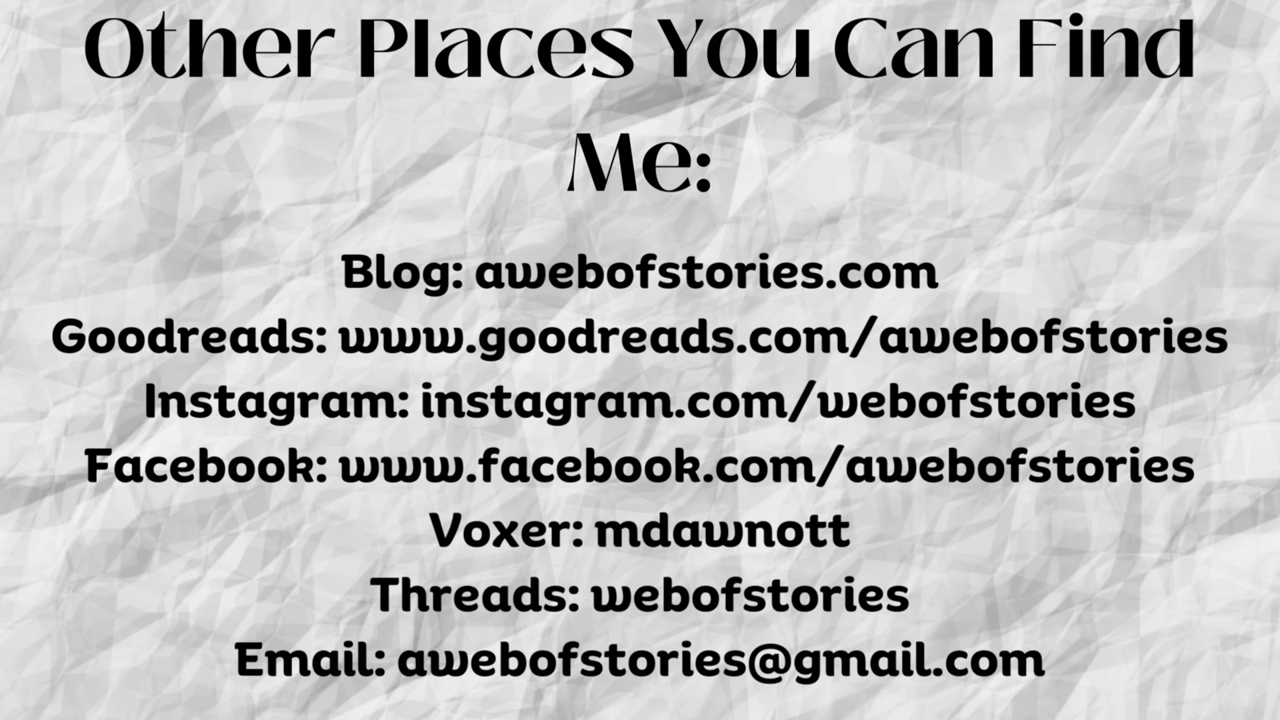 Other Places You Can Find
Me:
Blog: awebofstories.com
Goodreads: www.goodreads.com/awebofstories
Instagram: instagram.com/webofstories
Facebook: www.facebook.com/awebofstories
Voxer: mdawnott
Threads: webofstories
Email: awebofstories@gmail.com